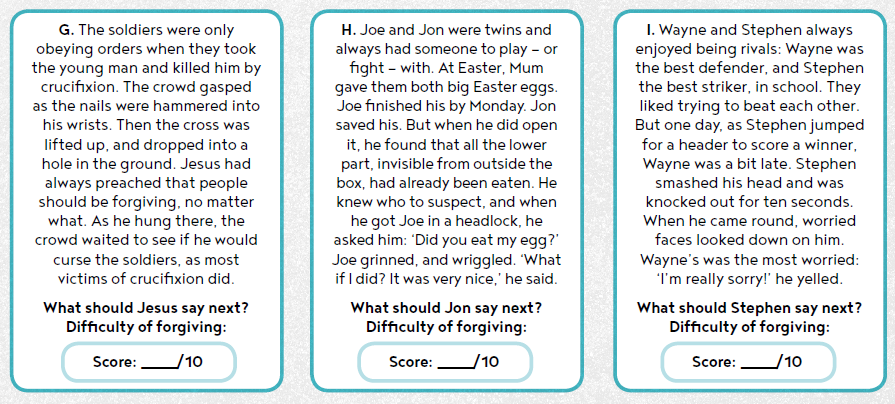 G. The soldiers were only
obeying orders when they took
the young man and killed him by
crucifixion. The crowd gasped
as the nails were hammered into
his wrists. Then the cross was
lifted up, and dropped into a
hole in the ground. Jesus had
always preached that people
should be forgiving, no matter
what. As he hung there, the
crowd waited to see if he would
curse the soldiers, as most
victims of crucifixion did.
What should Jesus say next?
Difficulty of forgiving:
Score: ____/10
H. Joe and Jon were twins and
always had someone to play – or
fight – with. At Easter, Mum
gave them both big Easter eggs.
Joe finished his by Monday. Jon
saved his. But when he did open
it, he found that all the lower
part, invisible from outside the
box, had already been eaten. He
knew who to suspect, and when
he got Joe in a headlock, he
asked him: ‘Did you eat my egg?’
Joe grinned, and wriggled. ‘What
if I did? It was very nice,’ he said.
What should Jon say next?
Difficulty of forgiving:
Score: ____/10
I. Wayne and Stephen always
enjoyed being rivals: Wayne was
the best defender, and Stephen
the best striker, in school. They
liked trying to beat each other.
But one day, as Stephen jumped
for a header to score a winner,
Wayne was a bit late. Stephen
smashed his head and was
knocked out for ten seconds.
When he came round, worried
faces looked down on him.
Wayne’s was the most worried:
‘I’m really sorry!’ he yelled.
What should Stephen say next?
Difficulty of forgiving:
Score: ____/10